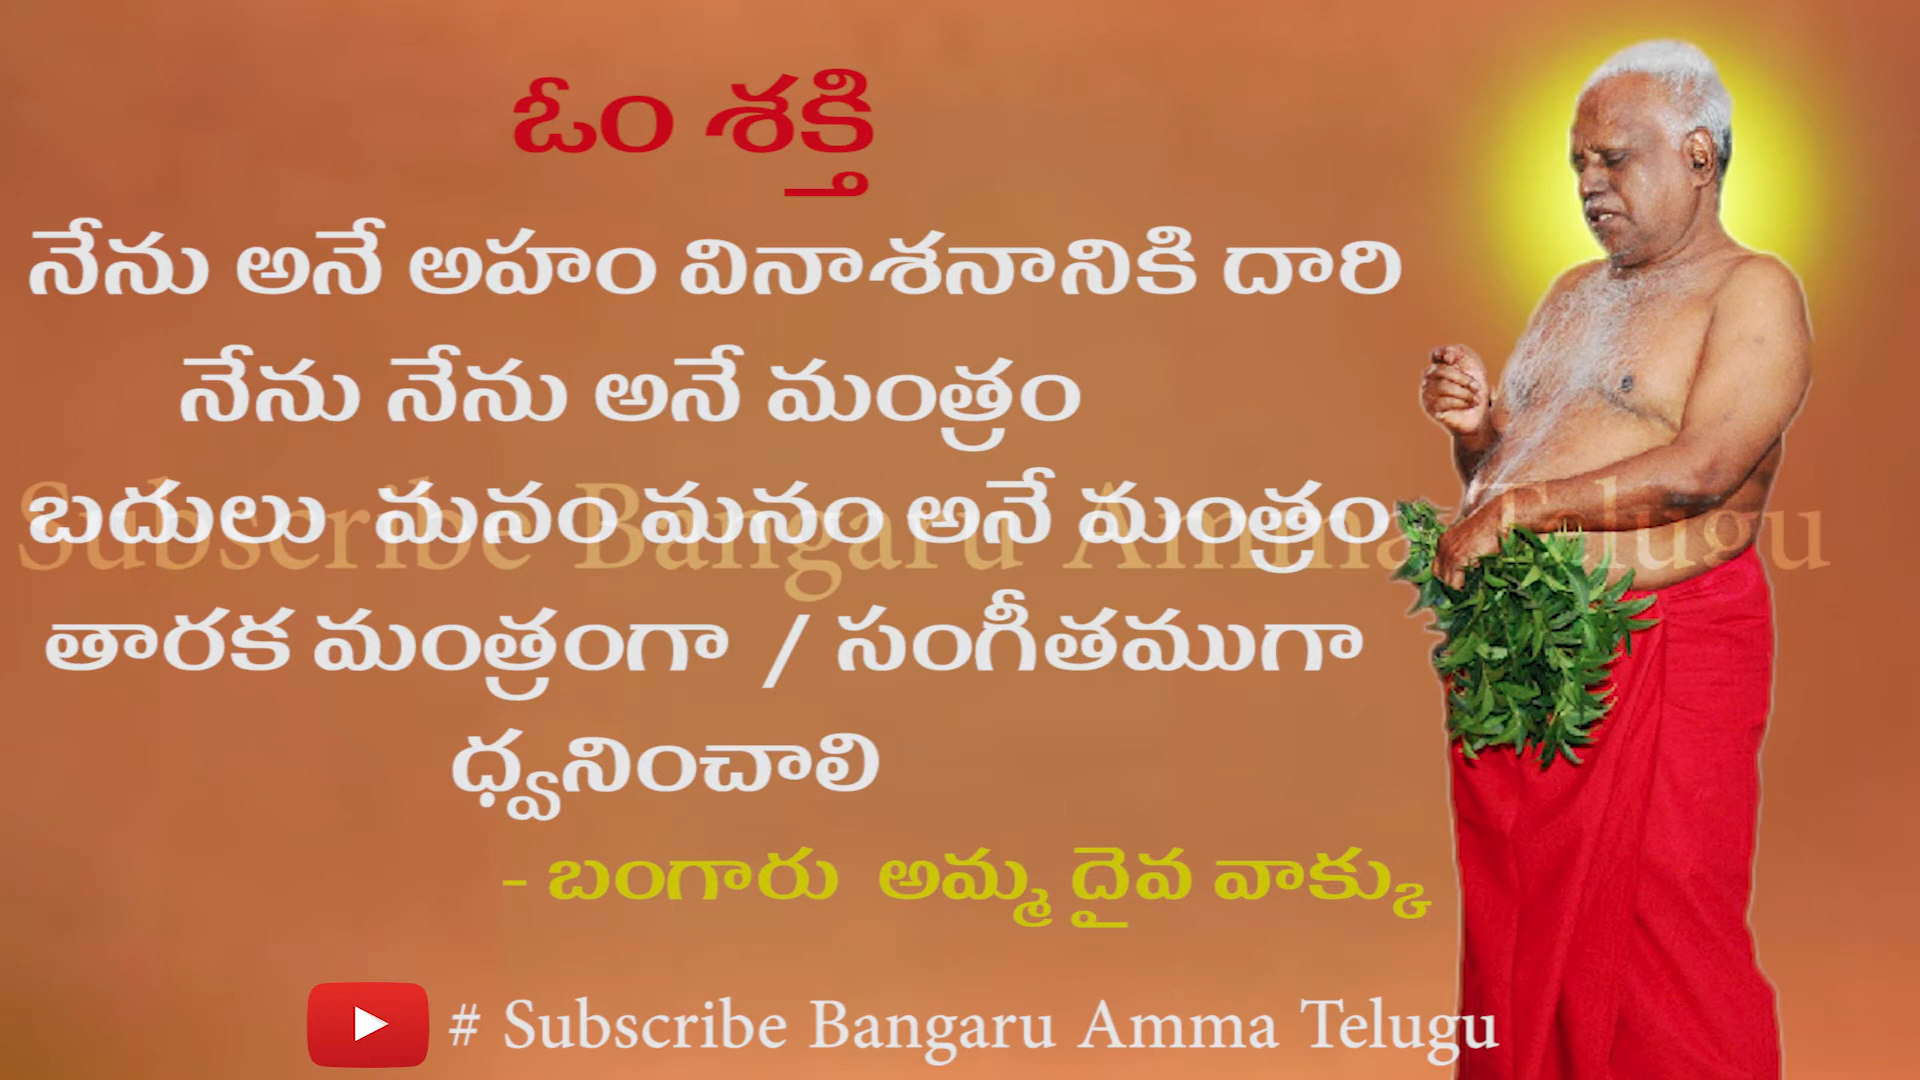 ఓం శక్తి
నేను అనే అహం వినాశనానికి దారి
నేను నేను అనే మంత్రం
బదులు మనం మనం అనే మంత్రం
Subscribe Bangaru Amma Telugu
తారక మంత్రంగా / సంగీతముగా
ధ్వనించాలి
- బంగారు అమ్మ దైవ వాక్కు
# Subscribe Bangaru Amma Telugu